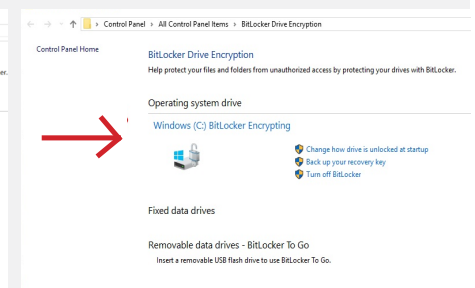 Control Panel › All Control Panel Items › BitLocker Drive Encryption
Control Panel Home
BitLocker Drive Encryption
Help protect your files and folders from unauthorized access by protecting your drives with BitLocker.
er.
Operating system drive
Windows (C:) BitLocker Encrypting
Change how drive is unlocked at startup
Back up your recovery key
Turn off BitLocker
Fixed data drives
Removable data drives - BitLocker To Go
Insert a removable USB flash drive to use BitLocker To Go.